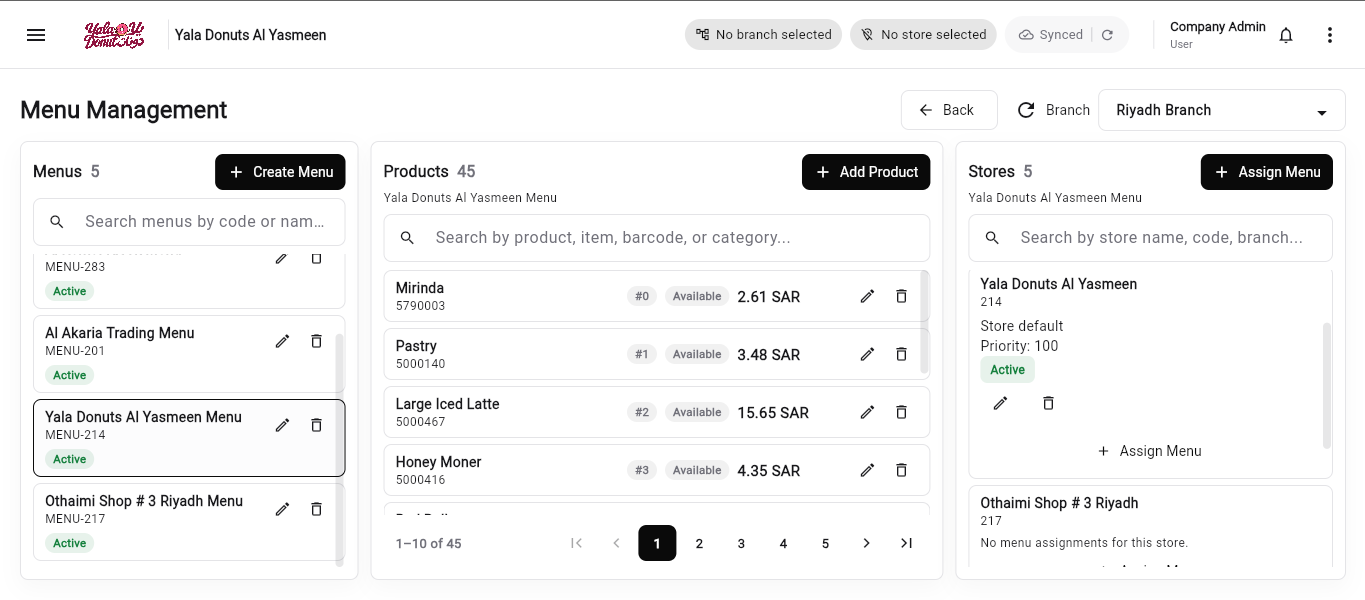 Yala Donuts Al Yasmeen
No branch selected
No store selected
Synced
Company Admin
User
Menu Management
Back
Branch
Riyadh Branch
Menus 5
Create Menu
Search menus by code or nam…
MENU-283
Active
Al Akaria Trading Menu
MENU-201
Active
Yala Donuts Al Yasmeen Menu
MENU-214
Active
Othaimi Shop # 3 Riyadh Menu
MENU-217
Active
Products 45
Add Product
Yala Donuts Al Yasmeen Menu
Search by product, item, barcode, or category...
Mirinda
5790003
#0 Available 2.61 SAR
Pastry
5000140
#1 Available 3.48 SAR
Large Iced Latte
5000467
#2 Available 15.65 SAR
Honey Moner
5000416
#3 Available 4.35 SAR
1–10 of 45
1 2 3 4 5
Stores 5
Assign Menu
Yala Donuts Al Yasmeen Menu
Search by store name, code, branch...
Yala Donuts Al Yasmeen
214
Store default
Priority: 100
Active
Assign Menu
Othaimi Shop # 3 Riyadh
217
No menu assignments for this store.